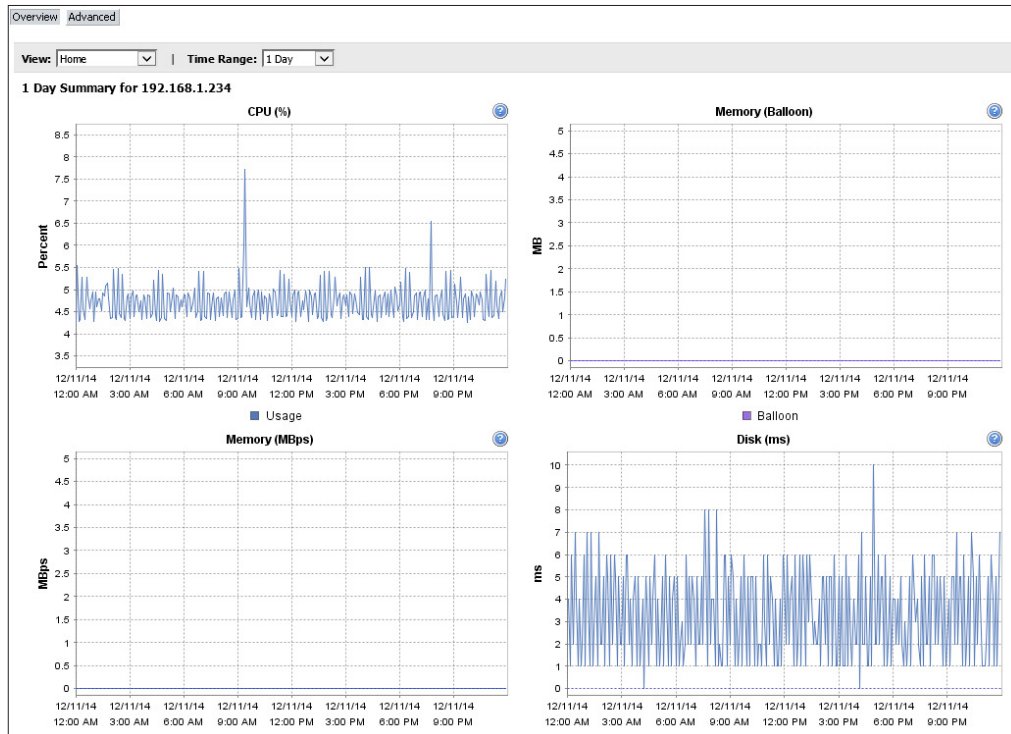 Overview Advanced
View: Home | Time Range: 1 Day
1 Day Summary for 192.168.1.234
CPU (%)
8.5
8
7.5
7
6.5
6
5.5
5
4.5
4
3.5
Percent
12/11/14 12/11/14 12/11/14 12/11/14 12/11/14 12/11/14 12/11/14 12/11/14
12:00 AM 3:00 AM 6:00 AM 9:00 AM 12:00 PM 3:00 PM 6:00 PM 9:00 PM
Usage
Memory (Balloon)
5
4.5
4
3.5
3
2.5
2
1.5
1
0.5
0
MB
12/11/14 12/11/14 12/11/14 12/11/14 12/11/14 12/11/14 12/11/14 12/11/14
12:00 AM 3:00 AM 6:00 AM 9:00 AM 12:00 PM 3:00 PM 6:00 PM 9:00 PM
Balloon
Memory (MBps)
5
4.5
4
3.5
3
2.5
2
1.5
1
0.5
0
MBps
12/11/14 12/11/14 12/11/14 12/11/14 12/11/14 12/11/14 12/11/14 12/11/14
12:00 AM 3:00 AM 6:00 AM 9:00 AM 12:00 PM 3:00 PM 6:00 PM 9:00 PM
Disk (ms)
10
9
8
7
6
5
4
3
2
1
0
ms
12/11/14 12/11/14 12/11/14 12/11/14 12/11/14 12/11/14 12/11/14 12/11/14
12:00 AM 3:00 AM 6:00 AM 9:00 AM 12:00 PM 3:00 PM 6:00 PM 9:00 PM